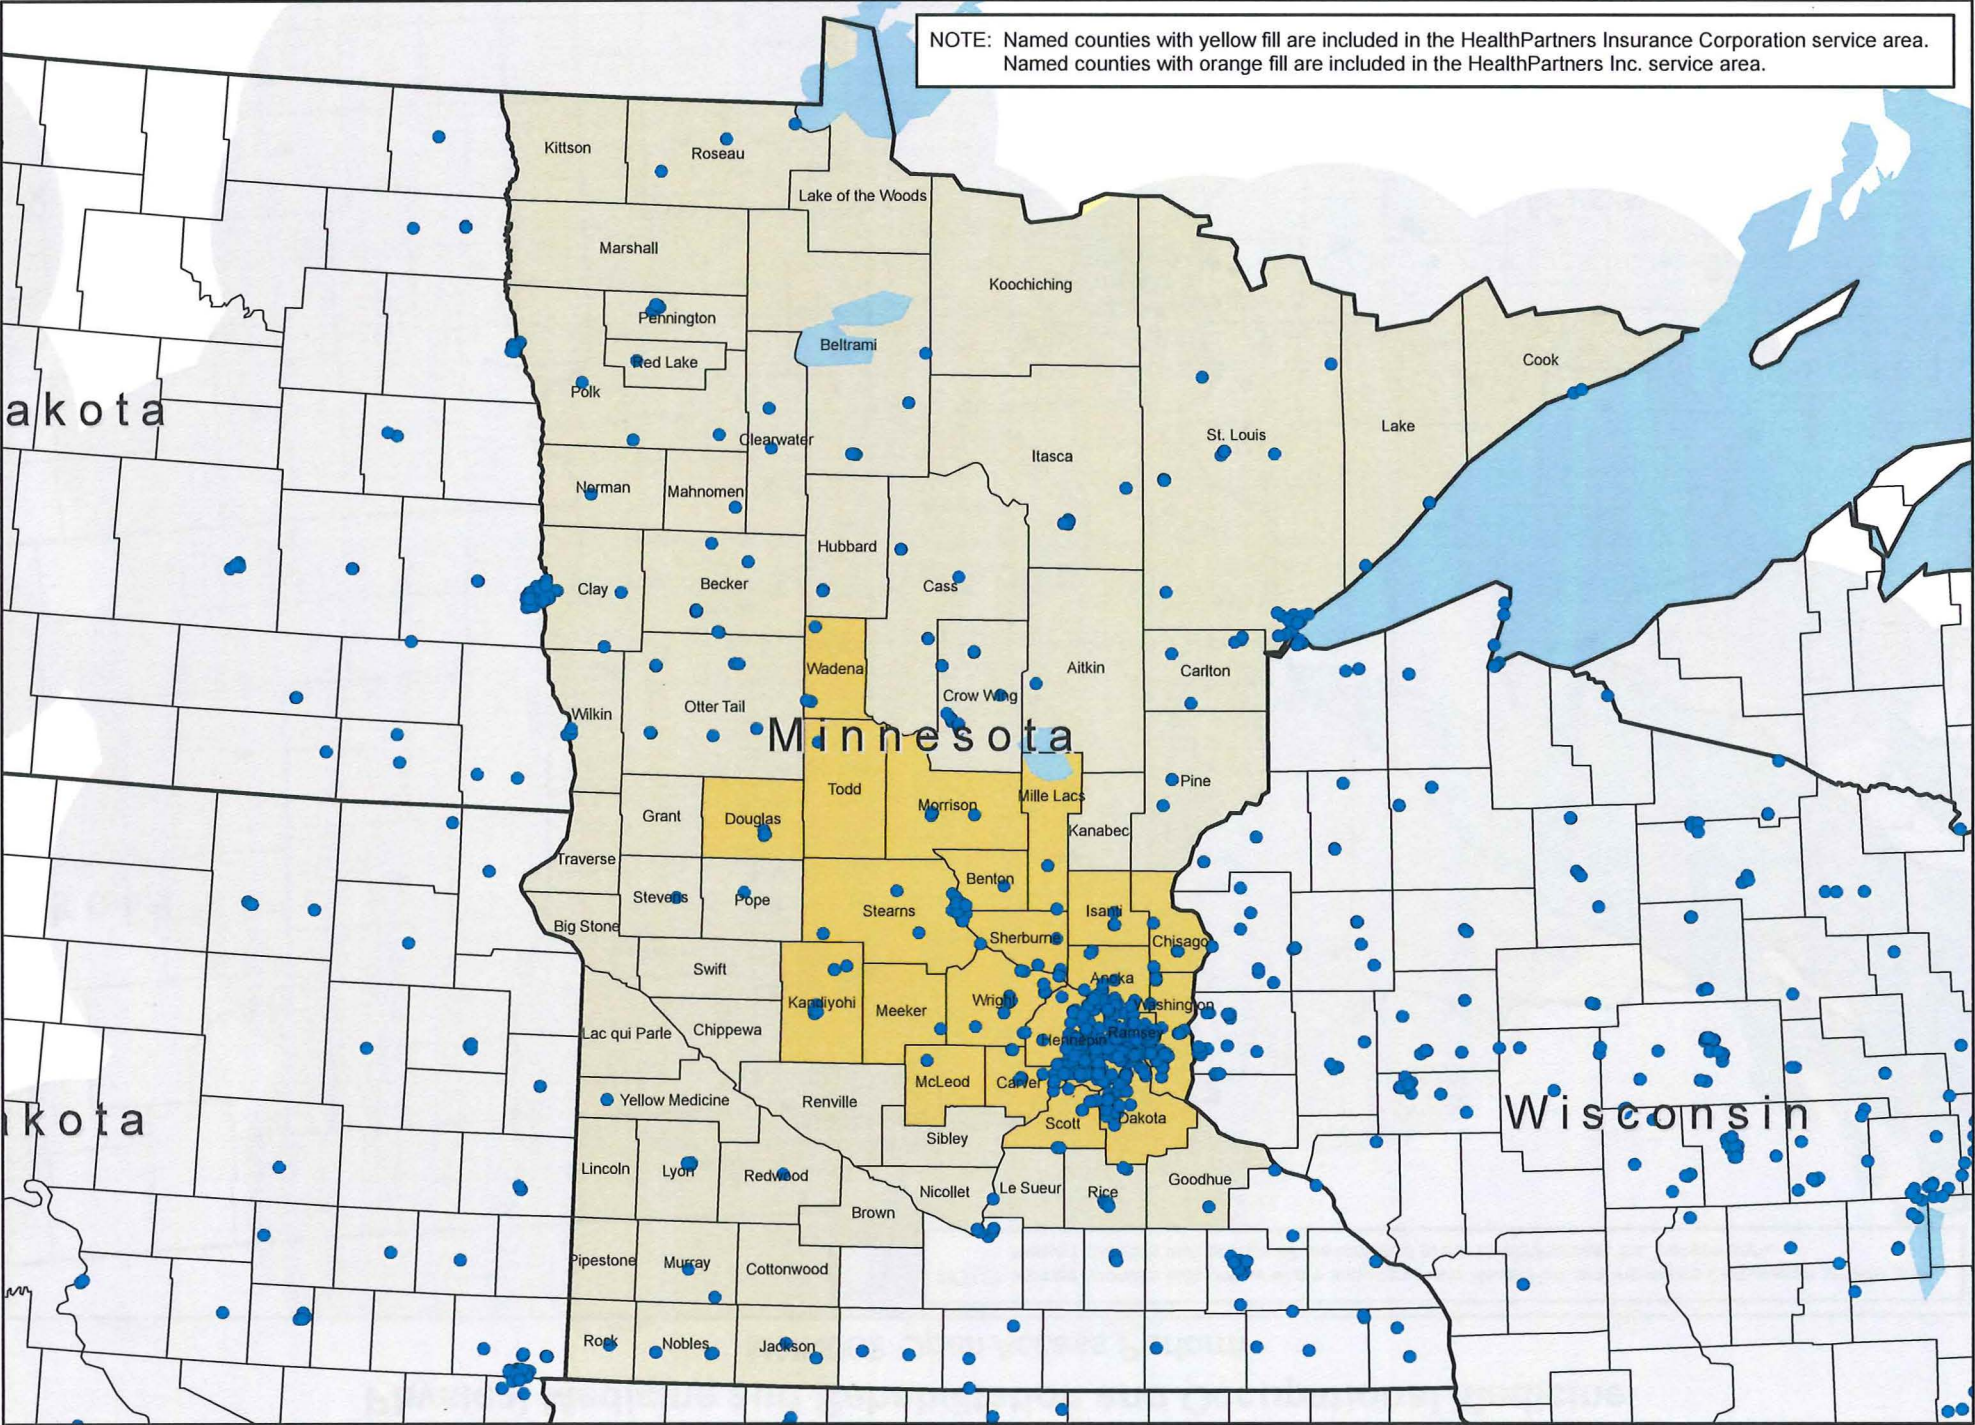 NOTE: Named counties with yellow fill are included in the HealthPartners Insurance Corporation service area.
Named counties with orange fill are included in the HealthPartners Inc. service area.
Kittson
Roseau
Lake of the Woods
Marshall
Koochiching
Pennington
Beltrami
Red Lake
Cook
Polk
akota
Lake
Clearwater
St. Louis
Itasca
Norman
Mahnomen
Hubbard
Clay
Becker
Cass
Wadena
Aitkin
Carlton
Crow Wing
Otter Tail
Wilkin
Minnesota
Pine
Todd
Mille Lacs
Morrison
Grant
Douglas
Kanabec
Traverse
Benton
Stevens
Pope
Stearns
Isanti
Big Stone
Sherburne
Chisago
Swift
Anoka
Kandiyohi
Wright
Washington
Meeker
Lac qui Parle
Chippewa
Ramsey
Hennepin
McLeod
Carver
Yellow Medicine
Renville
Wisconsin
kota
Scott
Dakota
Sibley
Lincoln
Lyon
Redwood
Goodhue
Nicollet
Le Sueur
Rice
Brown
Pipestone
Murray
Cottonwood
Rock
Nobles
Jackson